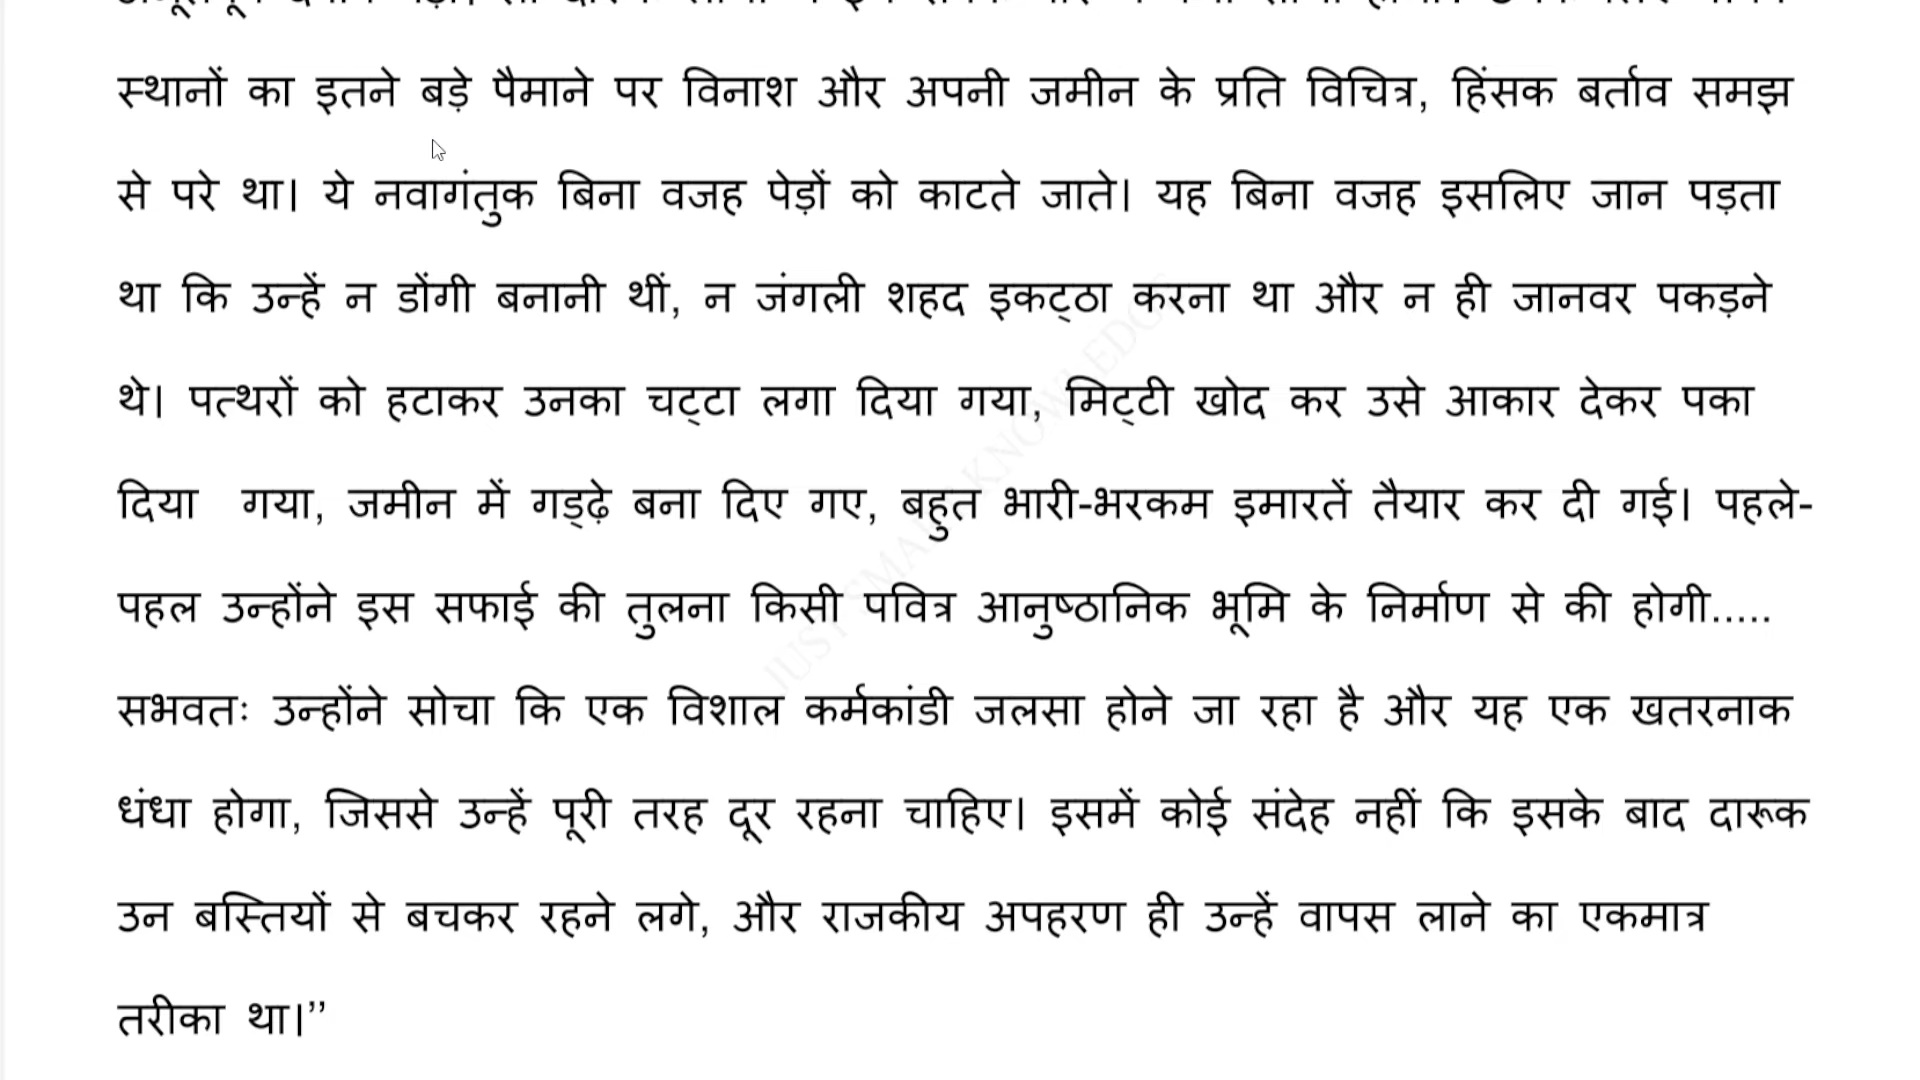 स्थानों का इतने बड़े पैमाने पर विनाश और अपनी जमीन के प्रति विचित्र, हिंसक बर्ताव समझ
से परे था। ये नवागंतुक बिना वजह पेड़ों को काटते जाते। यह बिना वजह इसलिए जान पड़ता
था कि उन्हें न डोंगी बनानी थीं, न जंगली शहद इकट्ठा करना था और न ही जानवर पकड़ने
थे। पत्थरों को हटाकर उनका चट्टा लगा दिया गया, मिट्टी खोद कर उसे आकार देकर पका
दिया गया, जमीन में गड्ढ़े बना दिए गए, बहुत भारी-भरकम इमारतें तैयार कर दी गई। पहले-
पहल उन्होंने इस सफाई की तुलना किसी पवित्र आनुष्ठानिक भूमि के निर्माण से की होगी.....
सभवतः उन्होंने सोचा कि एक विशाल कर्मकांडी जलसा होने जा रहा है और यह एक खतरनाक
धंधा होगा, जिससे उन्हें पूरी तरह दूर रहना चाहिए। इसमें कोई संदेह नहीं कि इसके बाद दारूक
उन बस्तियों से बचकर रहने लगे, और राजकीय अपहरण ही उन्हें वापस लाने का एकमात्र
तरीका था।”